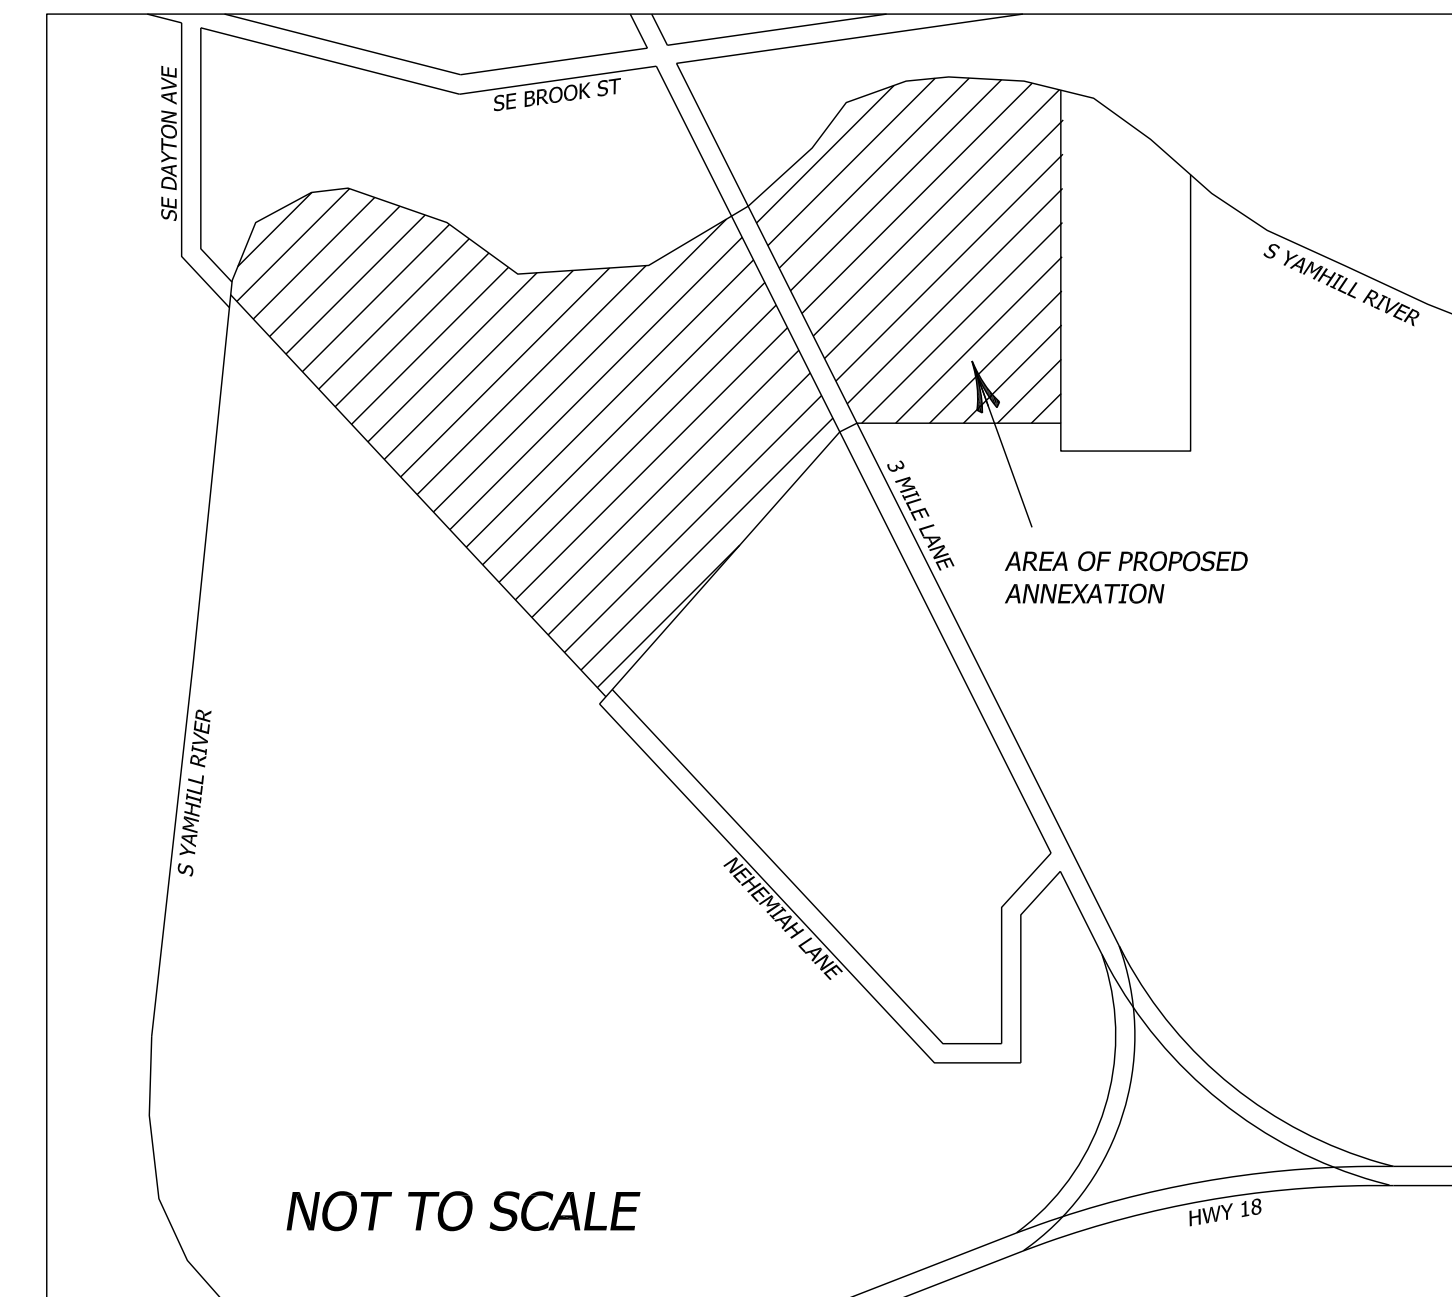 SE DAYTON AVE
SE BROOK ST
S YAMHILL RIVER
3 MILE LANE
AREA OF PROPOSED
ANNEXATION
S YAMHILL RIVER
NEHEMIAH LANE
NOT TO SCALE
HWY 18